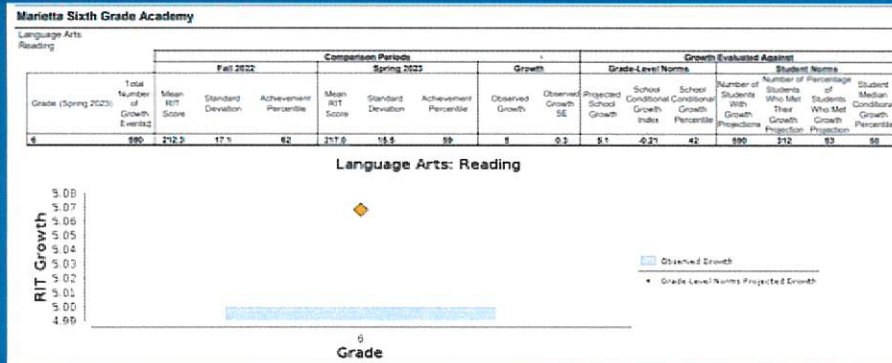 Marietta Sixth Grade Academy
Language Arts
Reading
Comparison Periods Growth Evaluated Against
Fall 2022 Spring 2023 Growth Grade-Level Norms Student Norms
Grade (Spring 2023) Total Number of Growth Events‡ Mean RIT Score Standard Deviation Achievement Percentile Mean RIT Score Standard Deviation Achievement Percentile Observed Growth Observed Growth SE Projected School Growth School Conditional Growth Index School Conditional Growth Percentile Number of Students With Growth Projections Number of Students Who Met Their Growth Projection Percentage of Students Who Met Growth Projection Student Median Conditional Growth Percentile
6 590 212.3 17.1 62 217.0 15.5 59 5 0.3 5.1 -0.21 42 590 312 53 50
Language Arts: Reading
RIT Growth
5.08
5.07
5.06
5.04
5.03
5.02
5.01
5.00
4.99
6
Grade
Observed Growth
Grade-Level Norms Projected Growth